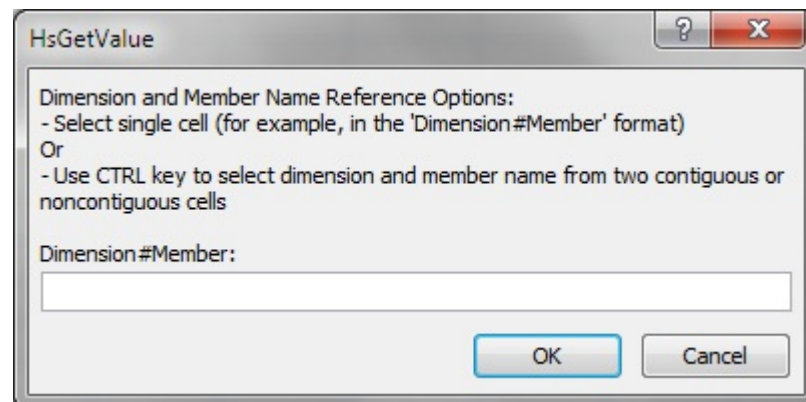 HsGetValue
Dimension and Member Name Reference Options:
- Select single cell (for example, in the 'Dimension#Member' format)
Or
- Use CTRL key to select dimension and member name from two contiguous or
noncontiguous cells
Dimension#Member:
OK Cancel